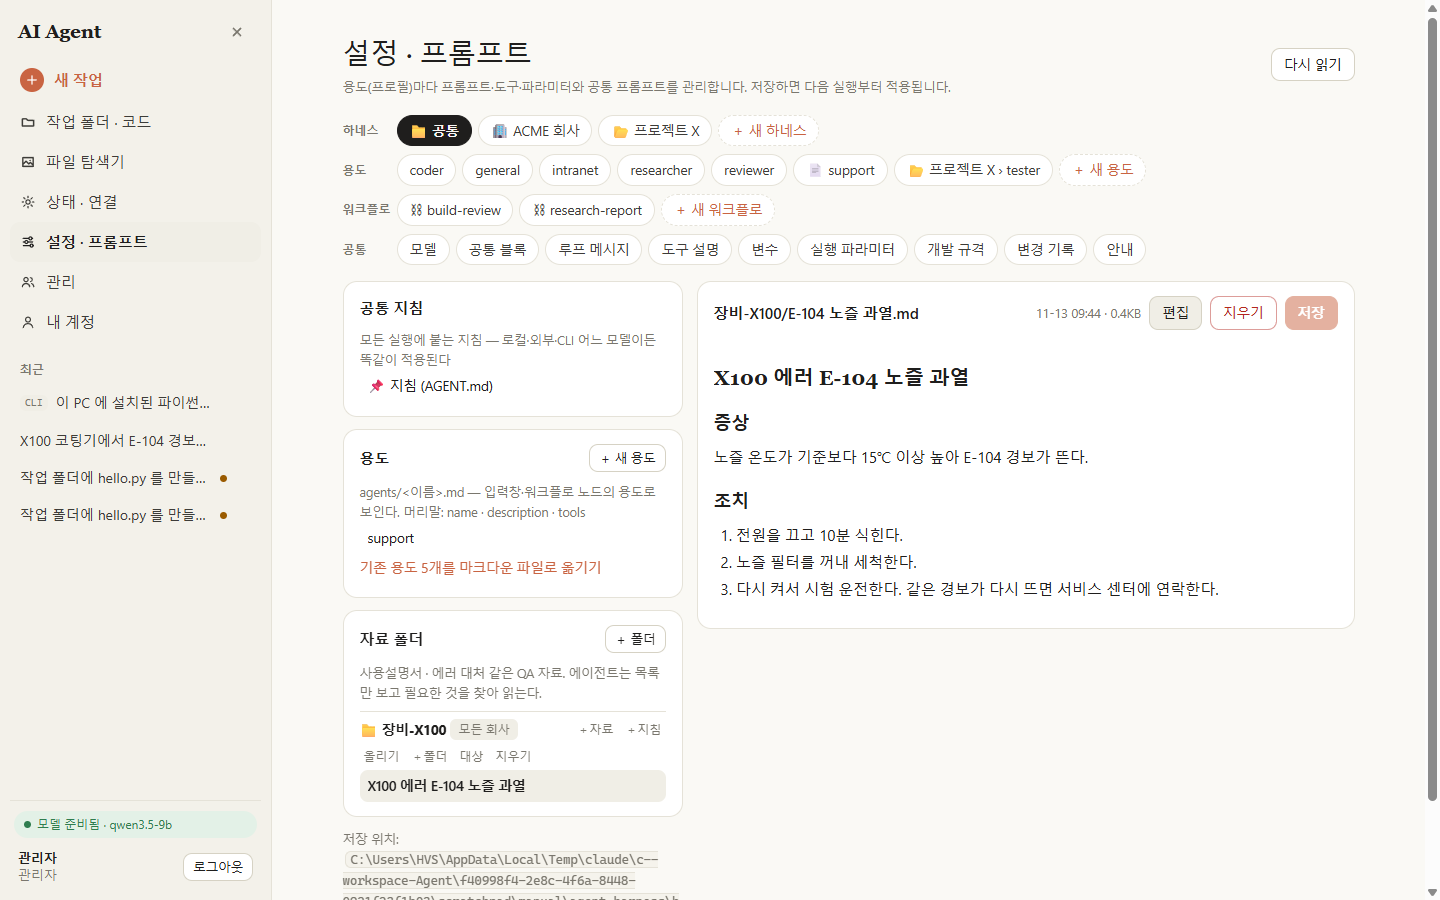 AI Agent
새 작업
작업 폴더 · 코드
파일 탐색기
상태 · 연결
설정 · 프롬프트
관리
내 계정
최근
CLI 이 PC 에 설치된 파이썬...
X100 코팅기에서 E-104 경보...
작업 폴더에 hello.py 를 만들...
작업 폴더에 hello.py 를 만들...
모델 준비됨 · qwen3.5-9b
관리자
관리자
로그아웃
설정 · 프롬프트
용도(프로필)마다 프롬프트·도구·파라미터와 공통 프롬프트를 관리합니다. 저장하면 다음 실행부터 적용됩니다.
다시 읽기
하네스 공통 ACME 회사 프로젝트 X + 새 하네스
용도 coder general intranet researcher reviewer support 프로젝트 X › tester + 새 용도
워크플로 build-review research-report + 새 워크플로
공통 모델 공통 블록 루프 메시지 도구 설명 변수 실행 파라미터 개발 규격 변경 기록 안내
공통 지침
모든 실행에 붙는 지침 — 로컬·외부·CLI 어느 모델이든
똑같이 적용된다
지침 (AGENT.md)
용도 + 새 용도
agents/<이름>.md — 입력창·워크플로 노드의 용도로
보인다. 머리말: name · description · tools
support
기존 용도 5개를 마크다운 파일로 옮기기
자료 폴더 + 폴더
사용설명서 · 에러 대처 같은 QA 자료. 에이전트는 목록
만 보고 필요한 것을 찾아 읽는다.
장비-X100 모든 회사 + 자료 + 지침
올리기 + 폴더 대상 지우기
X100 에러 E-104 노즐 과열
저장 위치:
C:\Users\HVS\AppData\Local\Temp\claude\c--
workspace-Agent\f40998f4-2e8c-4f6a-8448-
장비-X100/E-104 노즐 과열.md
11-13 09:44 · 0.4KB 편집 지우기 저장
X100 에러 E-104 노즐 과열
증상
노즐 온도가 기준보다 15℃ 이상 높아 E-104 경보가 뜬다.
조치
1. 전원을 끄고 10분 식힌다.
2. 노즐 필터를 꺼내 세척한다.
3. 다시 켜서 시험 운전한다. 같은 경보가 다시 뜨면 서비스 센터에 연락한다.